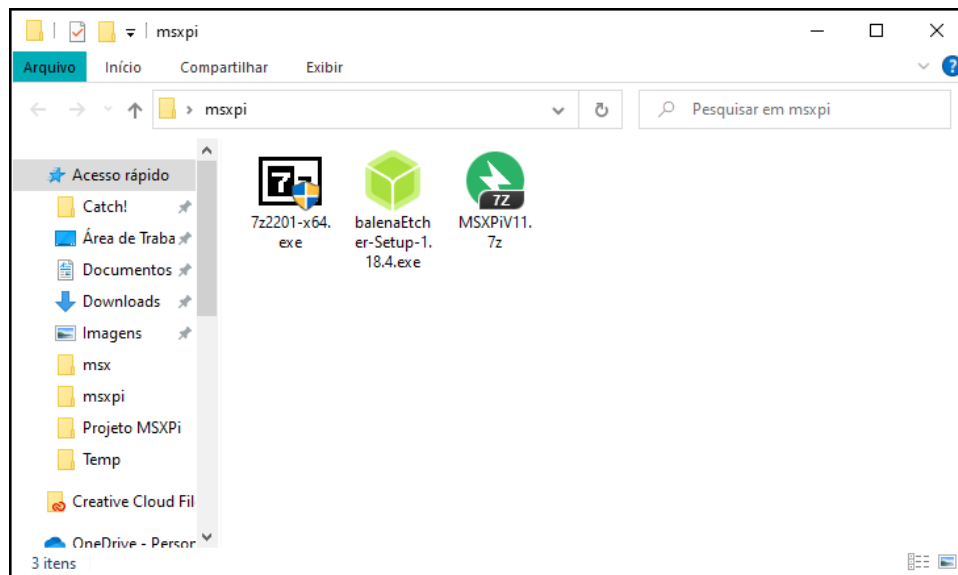 msxpi
Arquivo Início Compartilhar Exibir
msxpi
Pesquisar em msxpi
Acesso rápido
Catch!
Área de Traba
Documentos
Downloads
Imagens
msx
msxpi
Projeto MSXPi
Temp
Creative Cloud Fil
OneDrive - Person
7z2201-x64.
exe
balenaEtch
er-Setup-1.
18.4.exe
7Z
MSXPiV11.
7z
3 itens